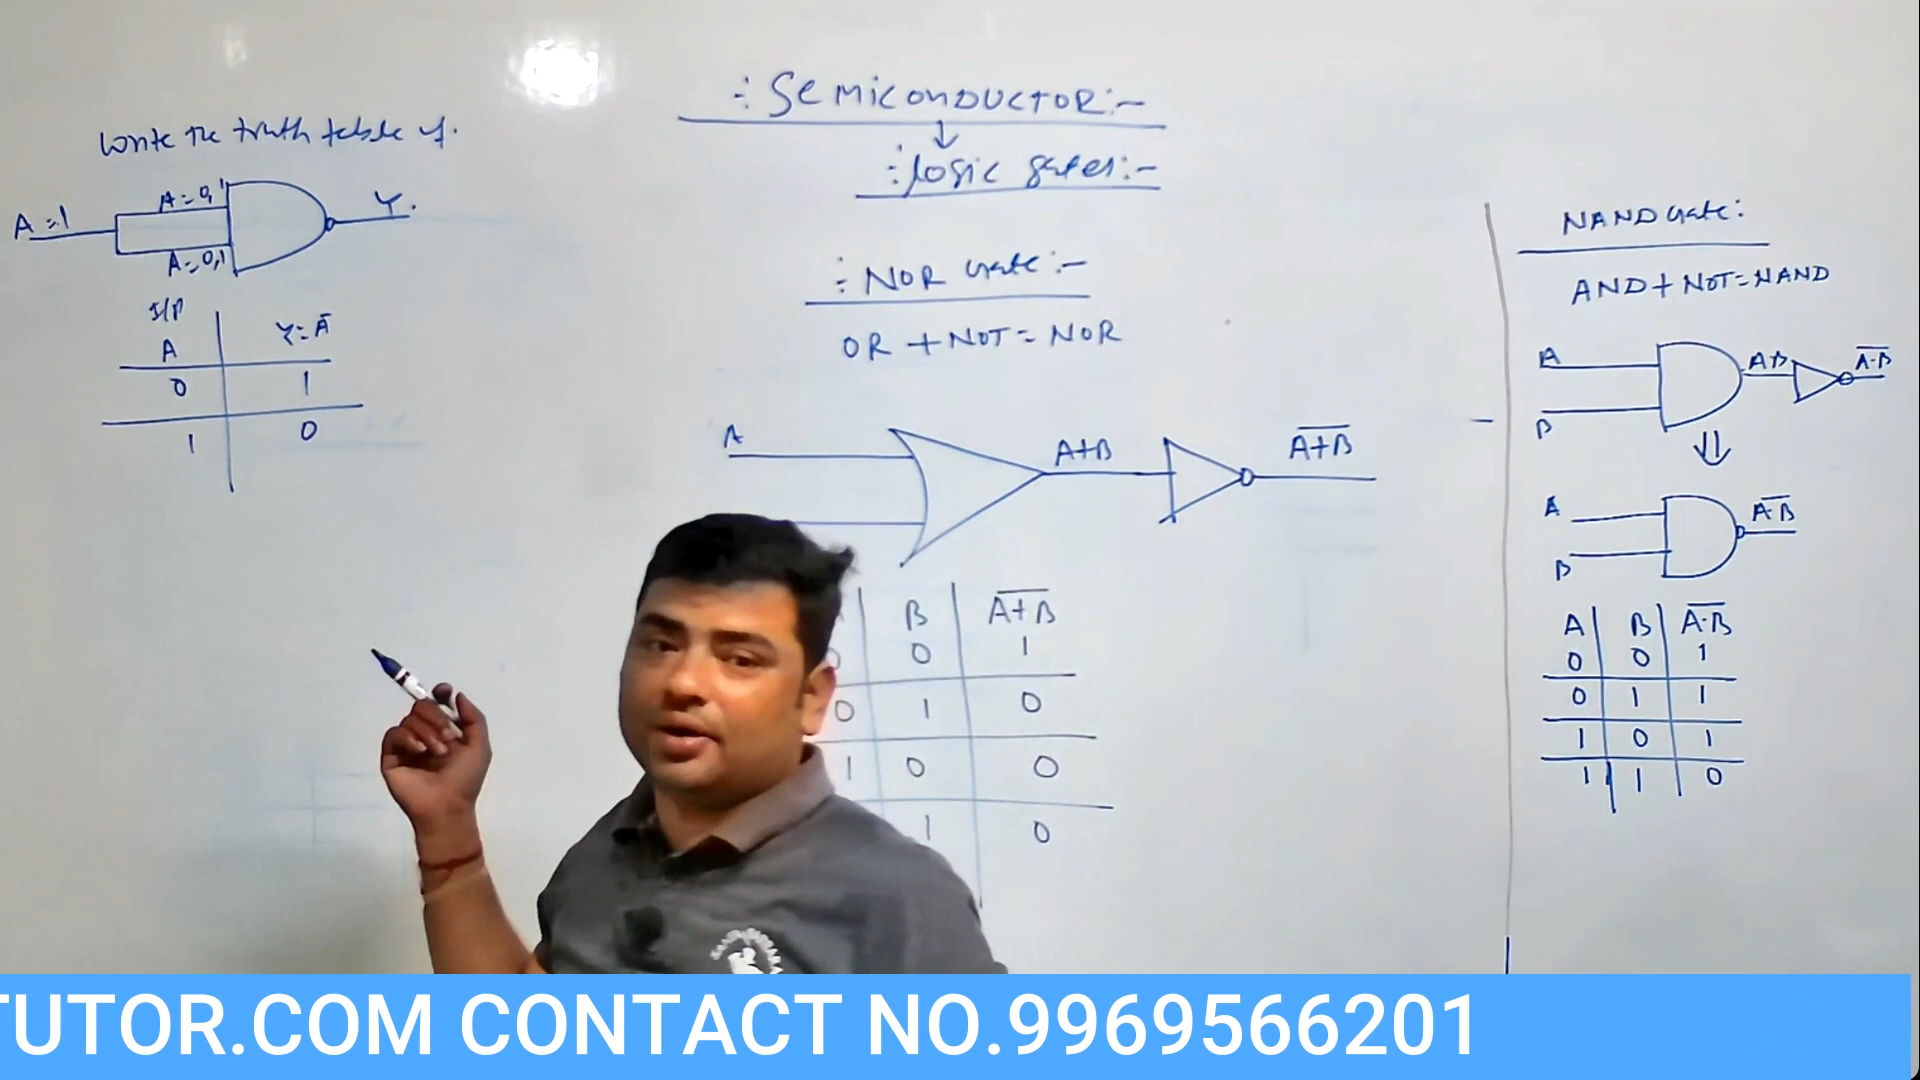 :SEMICONDUCTOR:-
↓
:logic gates:-
Write the truth table of.
A=1
A=0,1
A=0,1
Y.
I/P
A Y=A̅
0 1
1 0
:NOR Gate:-
OR + NOT = NOR
A
A+B
A̅+̅B̅
B A̅+̅B̅
0 0 1
0 1 0
1 0 0
1 0
NAND Gate:
AND + NOT = NAND
A
B
AB
A̅·̅B̅
⇓
A
B
A̅·̅B̅
A B A̅·̅B̅
0 0 1
0 1 1
1 0 1
1 1 0
TUTOR.COM CONTACT NO.9969566201